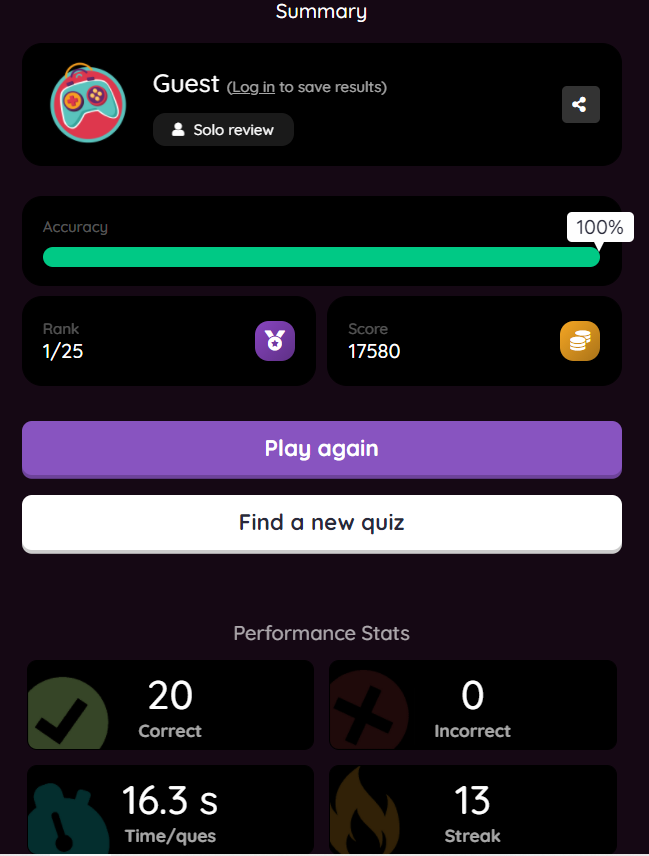 Summary
Guest (Log in to save results)
Solo review
Accuracy
100%
Rank
1/25
Score
17580
Play again
Find a new quiz
Performance Stats
20
Correct
0
Incorrect
16.3 s
Time/ques
13
Streak